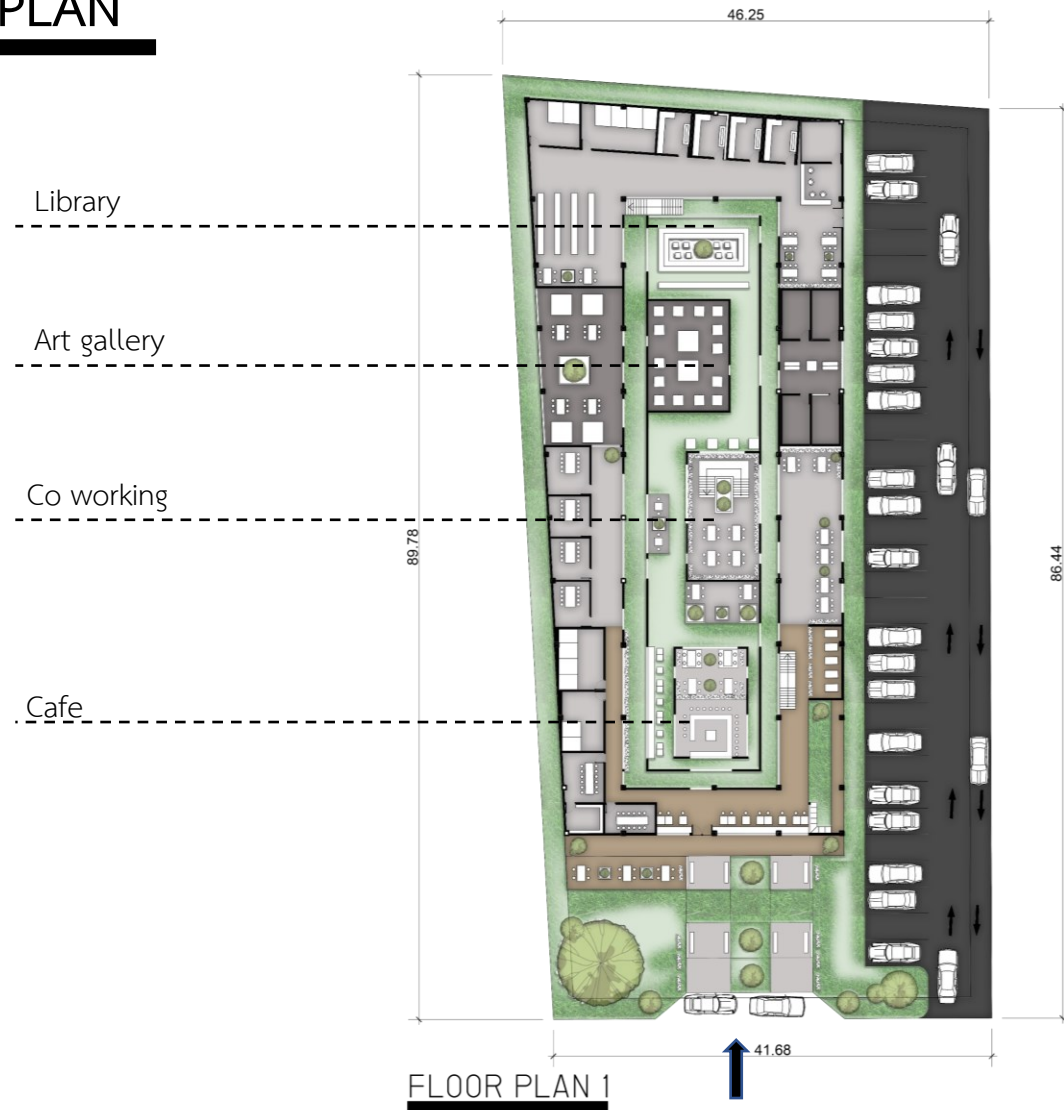 PLAN
46.25
Library
Art gallery
Co working
89.78
86.44
Cafe
41.68
FLOOR PLAN 1